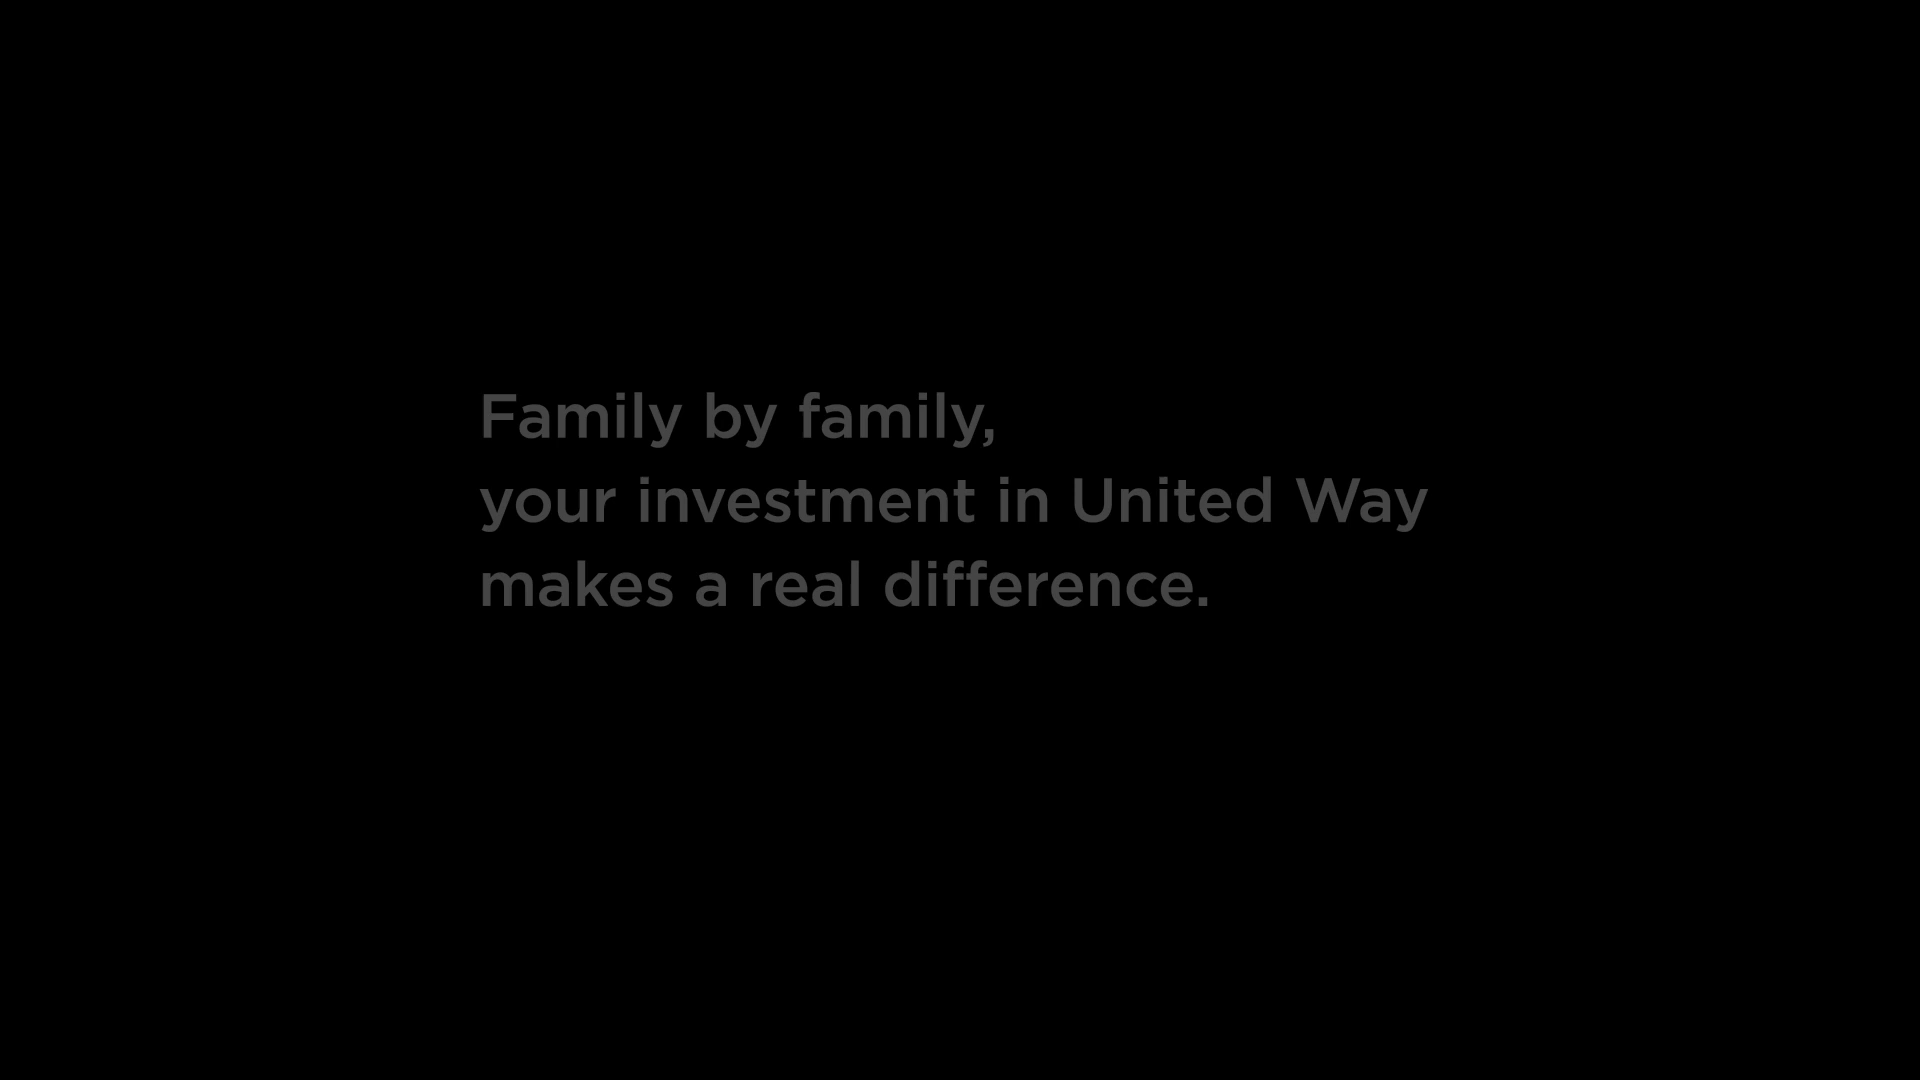 Family by family,
your investment in United Way
makes a real difference.